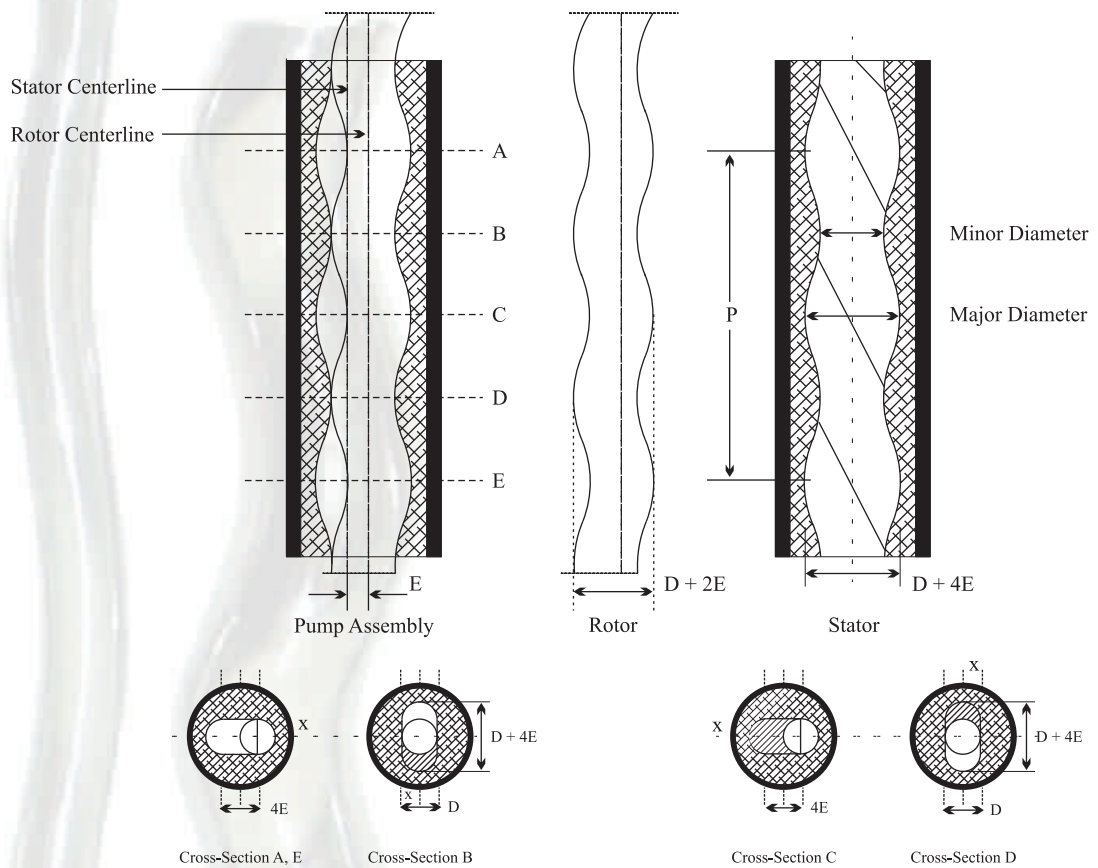 Stator Centerline
Rotor Centerline
A
B
C
D
E
P
Minor Diameter
Major Diameter
E
D + 2E
D + 4E
Pump Assembly
Rotor
Stator
x
4E
D + 4E
x
D
x
4E
x
D + 4E
D
Cross-Section A, E
Cross-Section B
Cross-Section C
Cross-Section D